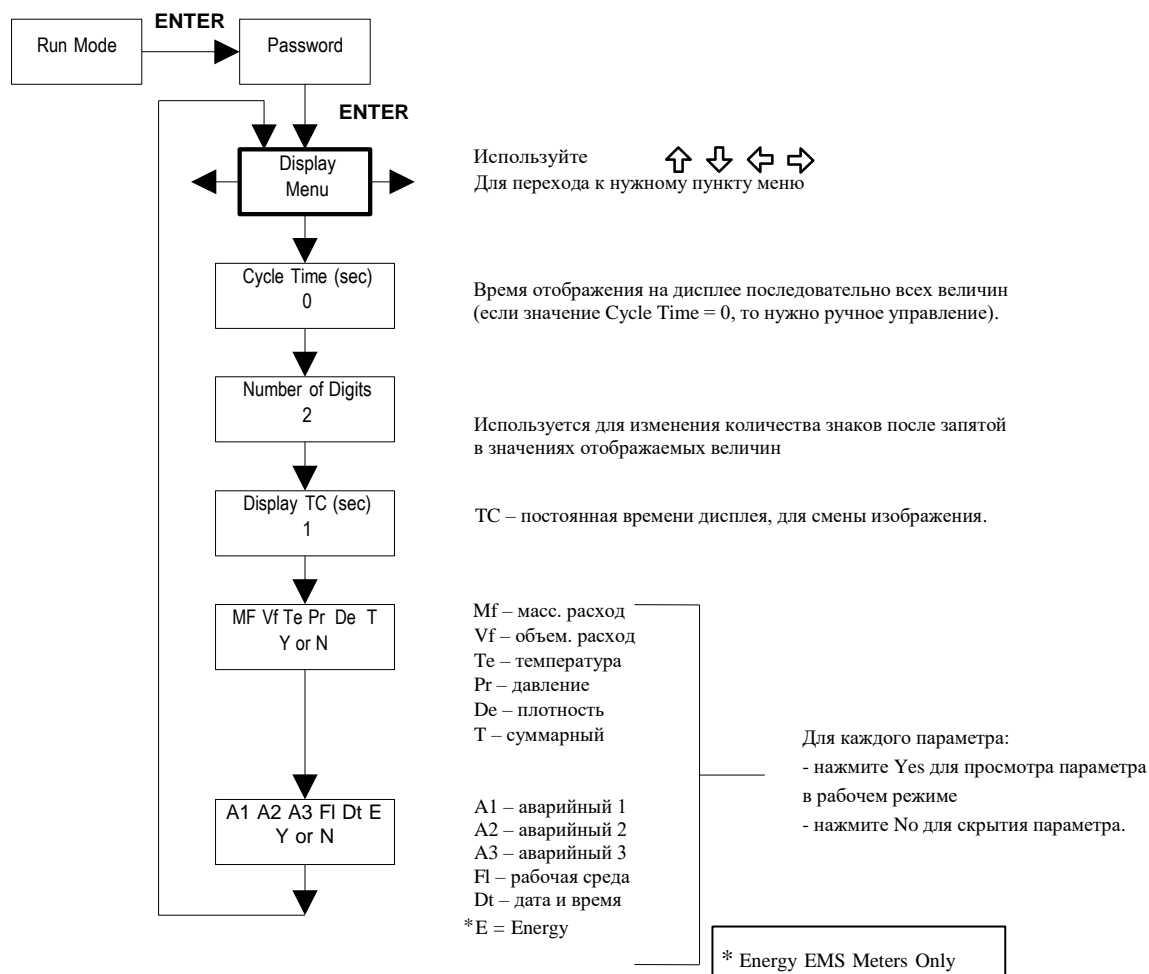 ENTER
Run Mode
Password
ENTER
Display
Menu
Используйте
Для перехода к нужному пункту меню
Cycle Time (sec)
0
Время отображения на дисплее последовательно всех величин
(если значение Cycle Time = 0, то нужно ручное управление).
Number of Digits
2
Используется для изменения количества знаков после запятой
в значениях отображаемых величин
Display TC (sec)
1
TC – постоянная времени дисплея, для смены изображения.
MF Vf Te Pr De T
Y or N
Mf – масс. расход
Vf – объем. расход
Te – температура
Pr – давление
De – плотность
T – суммарный
Для каждого параметра:
- нажмите Yes для просмотра параметра
в рабочем режиме
- нажмите No для скрытия параметра.
A1 A2 A3 Fl Dt E
Y or N
A1 – аварийный 1
A2 – аварийный 2
A3 – аварийный 3
Fl – рабочая среда
Dt – дата и время
*E = Energy
* Energy EMS Meters Only